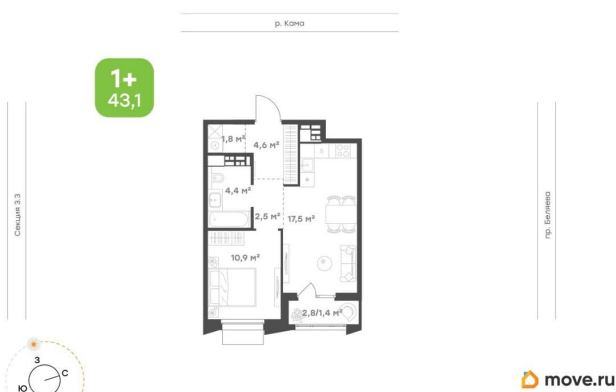 р. Кама
1+
43,1
1,8 м²
4,6 м²
4,4 м²
2,5 м²
17,5 м²
10,9 м²
2,8/1,4 м²
Секция 3.3
пр. Беляева
З
С
Ю
move.ru